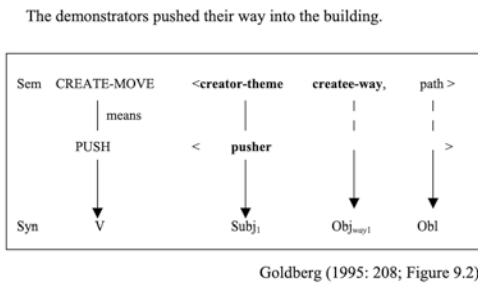 The demonstrators pushed their way into the building.
Sem CREATE-MOVE <creator-theme createe-way, path >
means
PUSH < pusher >
Syn V Subj₁ Obj_way1 Obl
Goldberg (1995: 208; Figure 9.2)